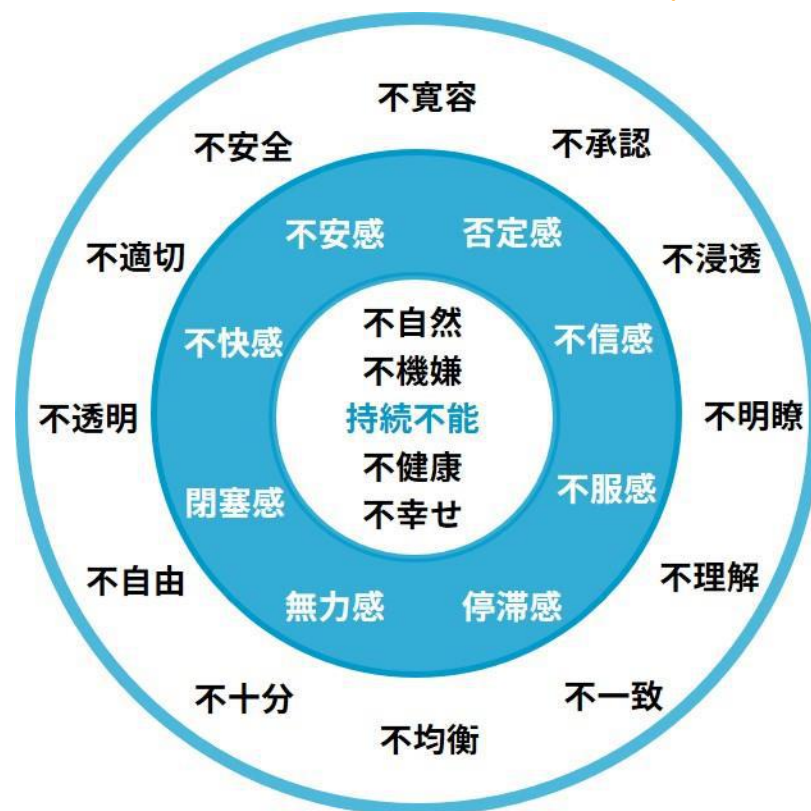 不寛容
不承認
不浸透
不明瞭
不理解
不一致
不均衡
不十分
不自由
不透明
不適切
不安全
不安感
否定感
不信感
不服感
停滞感
無力感
閉塞感
不快感
不自然
不機嫌
持続不能
不健康
不幸せ